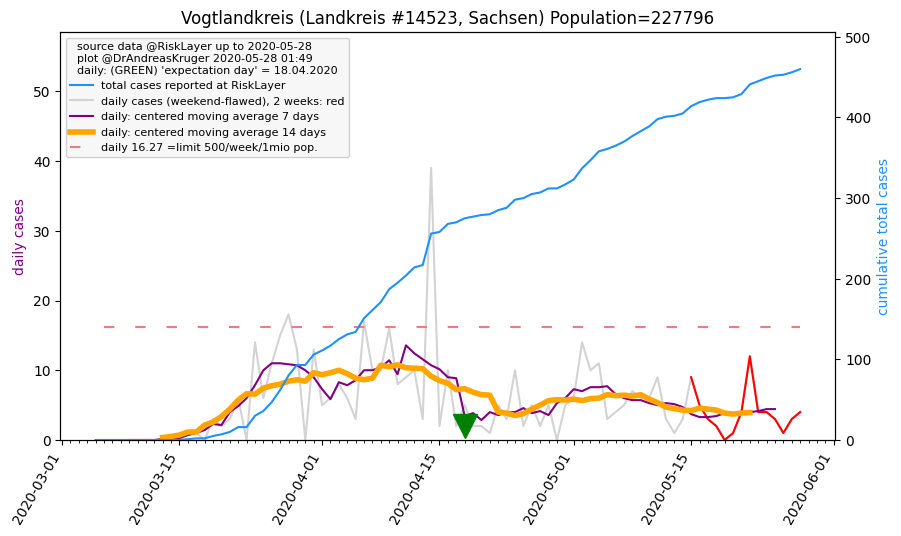 Vogtlandkreis (Landkreis #14523, Sachsen) Population=227796
source data @RiskLayer up to 2020-05-28
plot @DrAndreasKruger 2020-05-28 01:49
daily: (GREEN) 'expectation day' = 18.04.2020
total cases reported at RiskLayer
daily cases (weekend-flawed), 2 weeks: red
daily: centered moving average 7 days
daily: centered moving average 14 days
daily 16.27 =limit 500/week/1mio pop.
daily cases
50
40
30
20
10
0
500
400
300
200
100
0
cumulative total cases
2020-03-01
2020-03-15
2020-04-01
2020-04-15
2020-05-01
2020-05-15
2020-06-01